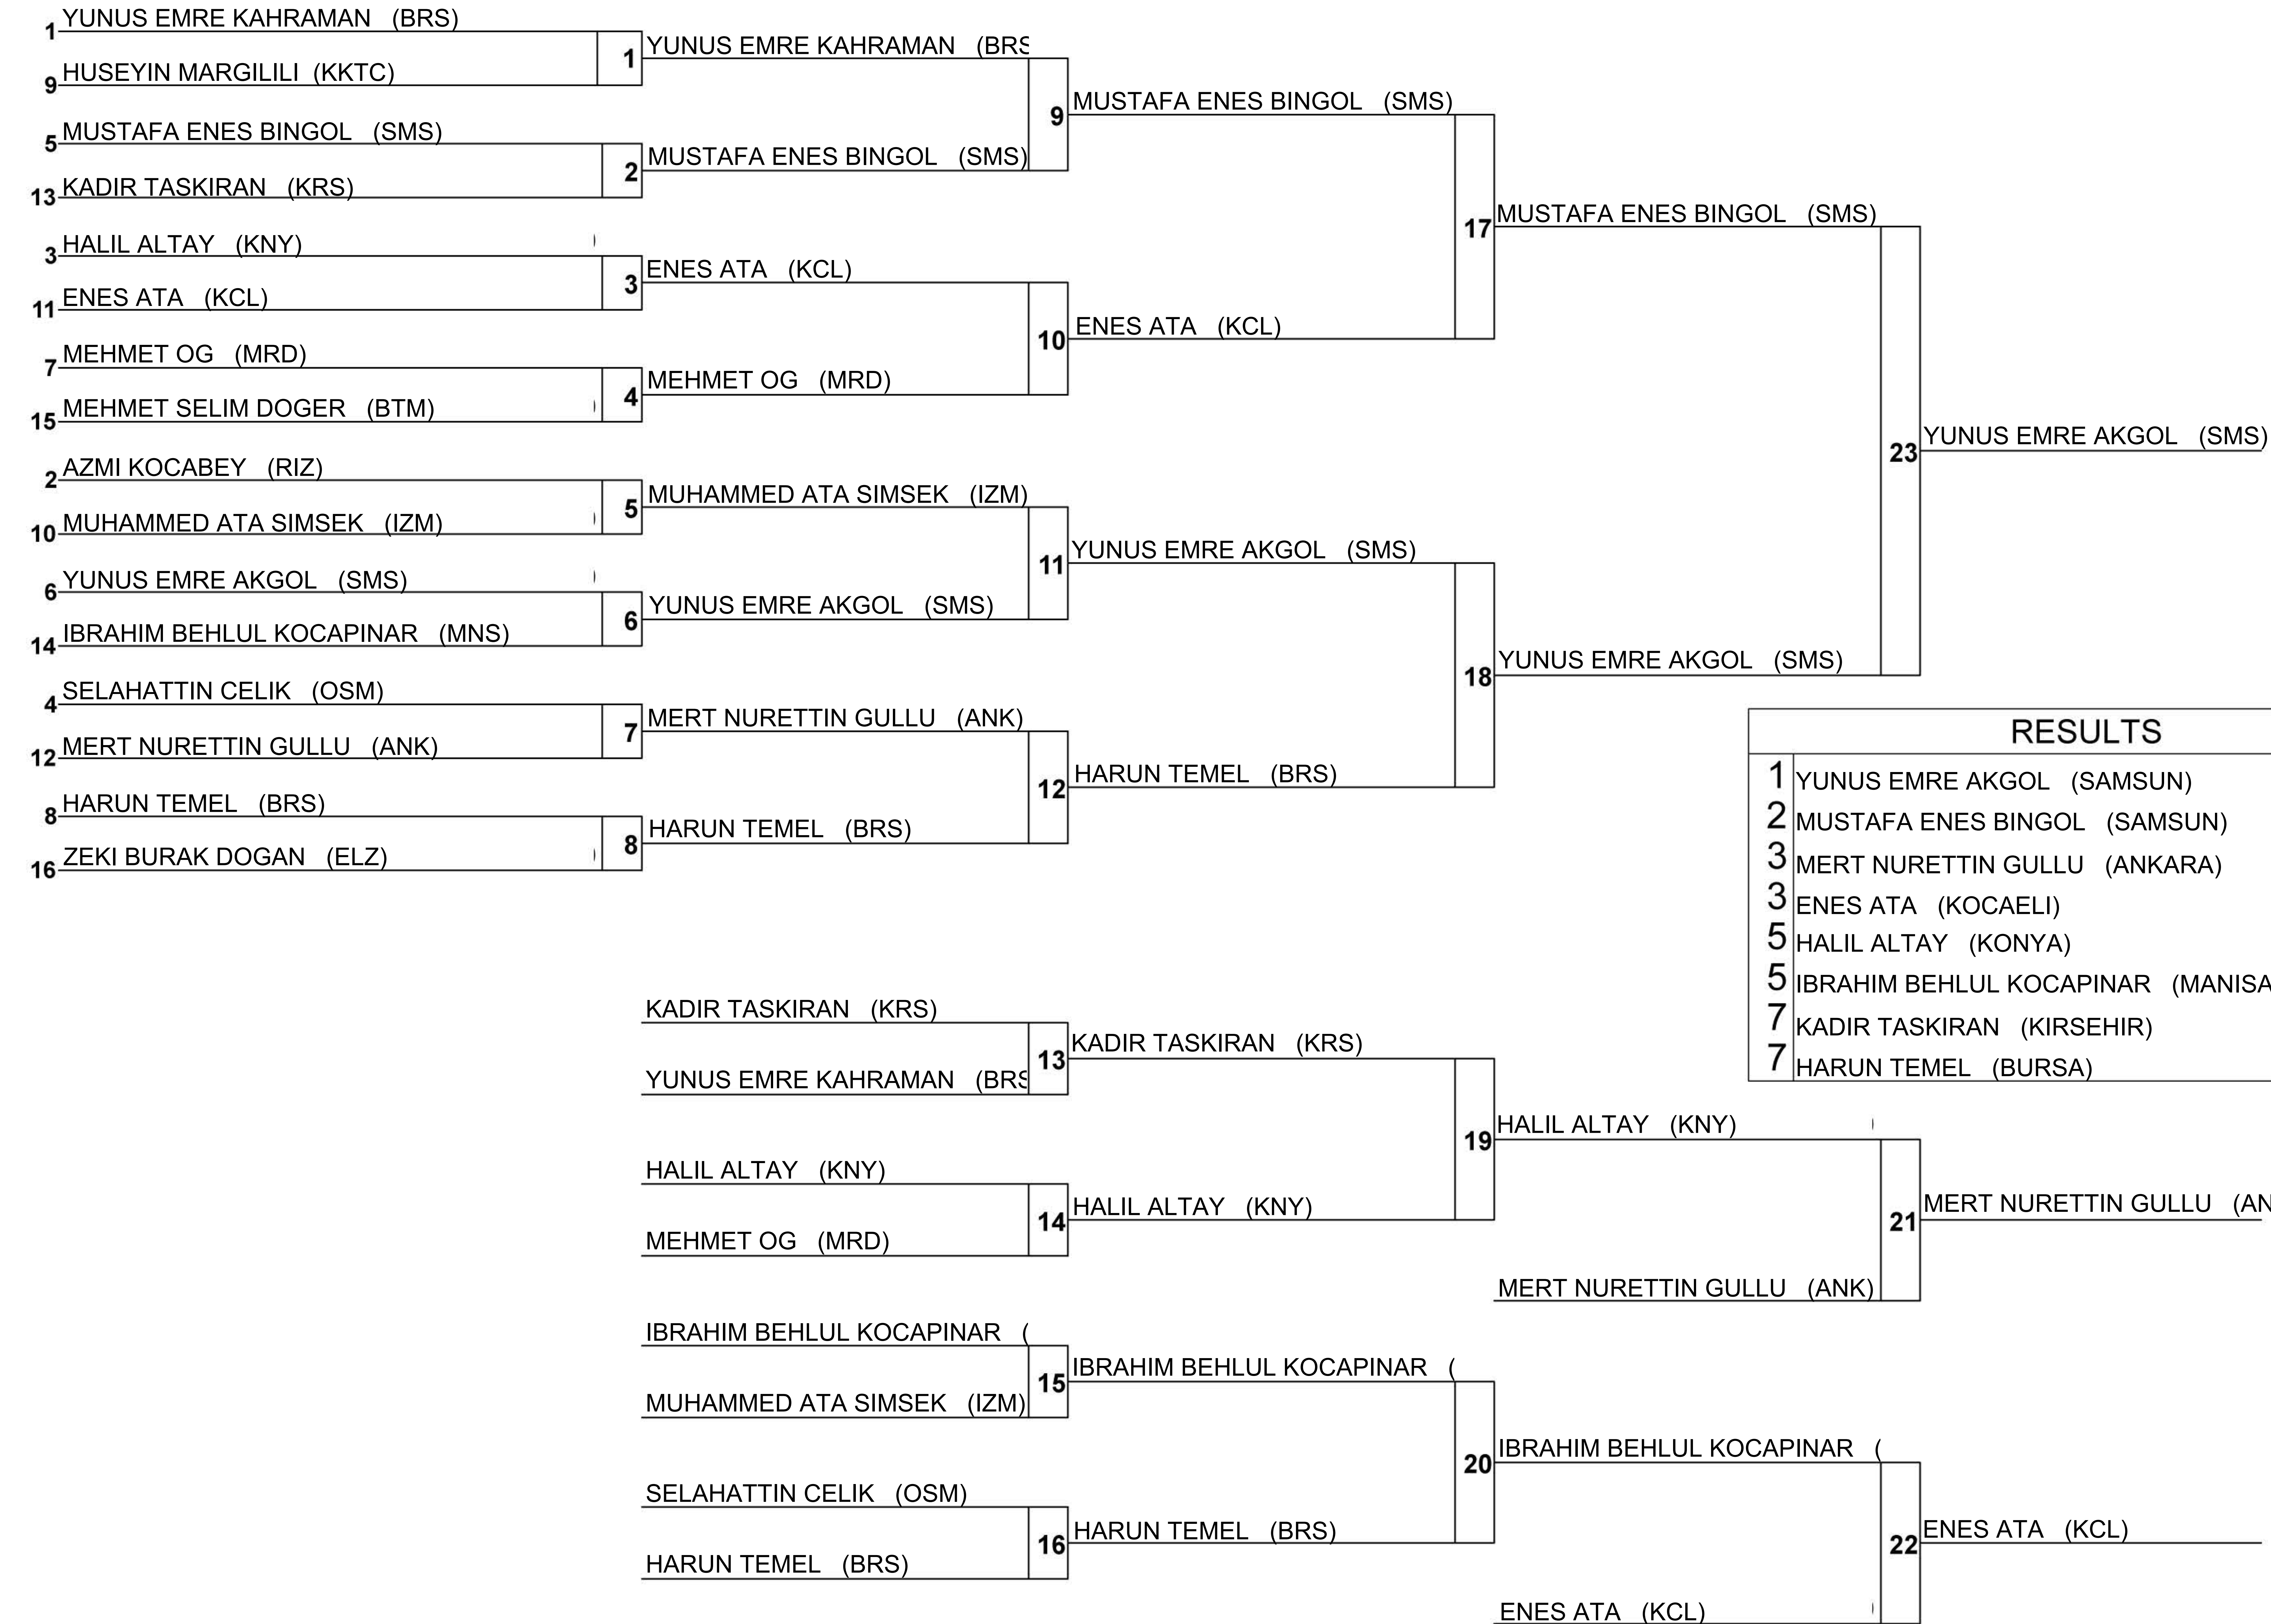 1 YUNUS EMRE KAHRAMAN (BRS)
9 HUSEYIN MARGILILI (KKTC)
5 MUSTAFA ENES BINGOL (SMS)
13 KADIR TASKIRAN (KRS)
3 HALIL ALTAY (KNY)
11 ENES ATA (KCL)
7 MEHMET OG (MRD)
15 MEHMET SELIM DOGER (BTM)
2 AZMI KOCABEY (RIZ)
10 MUHAMMED ATA SIMSEK (IZM)
6 YUNUS EMRE AKGOL (SMS)
14 IBRAHIM BEHLUL KOCAPINAR (MNS)
4 SELAHATTIN CELIK (OSM)
12 MERT NURETTIN GULLU (ANK)
8 HARUN TEMEL (BRS)
16 ZEKI BURAK DOGAN (ELZ)
1 YUNUS EMRE KAHRAMAN (BRS
2 MUSTAFA ENES BINGOL (SMS)
3 ENES ATA (KCL)
4 MEHMET OG (MRD)
5 MUHAMMED ATA SIMSEK (IZM)
6 YUNUS EMRE AKGOL (SMS)
7 MERT NURETTIN GULLU (ANK)
8 HARUN TEMEL (BRS)
9 MUSTAFA ENES BINGOL (SMS)
10 ENES ATA (KCL)
11 YUNUS EMRE AKGOL (SMS)
12 HARUN TEMEL (BRS)
17 MUSTAFA ENES BINGOL (SMS)
18 YUNUS EMRE AKGOL (SMS)
23 YUNUS EMRE AKGOL (SMS)
RESULTS
1 YUNUS EMRE AKGOL (SAMSUN)
2 MUSTAFA ENES BINGOL (SAMSUN)
3 MERT NURETTIN GULLU (ANKARA)
3 ENES ATA (KOCAELI)
5 HALIL ALTAY (KONYA)
5 IBRAHIM BEHLUL KOCAPINAR (MANISA
7 KADIR TASKIRAN (KIRSEHIR)
7 HARUN TEMEL (BURSA)
KADIR TASKIRAN (KRS)
YUNUS EMRE KAHRAMAN (BRS
HALIL ALTAY (KNY)
MEHMET OG (MRD)
IBRAHIM BEHLUL KOCAPINAR (
MUHAMMED ATA SIMSEK (IZM)
SELAHATTIN CELIK (OSM)
HARUN TEMEL (BRS)
13 KADIR TASKIRAN (KRS)
14 HALIL ALTAY (KNY)
15 IBRAHIM BEHLUL KOCAPINAR (
16 HARUN TEMEL (BRS)
19 HALIL ALTAY (KNY)
MERT NURETTIN GULLU (ANK)
20 IBRAHIM BEHLUL KOCAPINAR (
ENES ATA (KCL)
21 MERT NURETTIN GULLU (AN
22 ENES ATA (KCL)